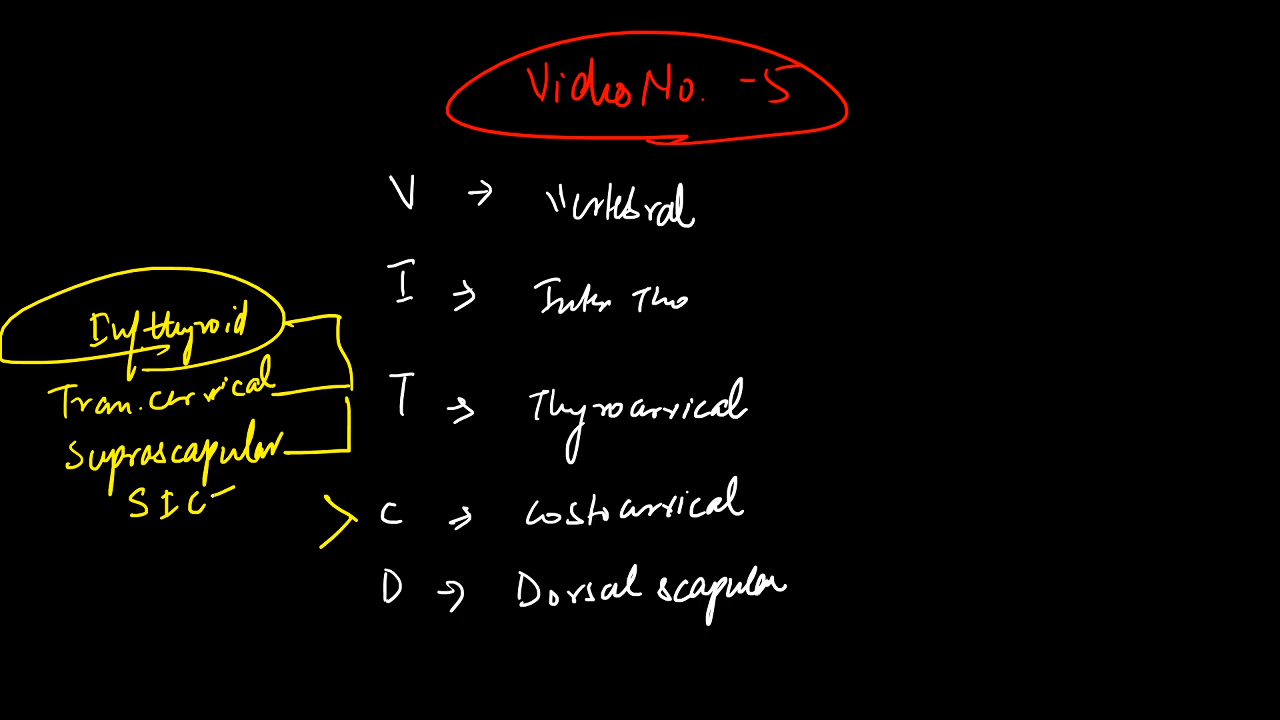 Video No. -5
V → Vertebral
I → Inter Tho
T → Thyrocervical
C → Costocervical
D → Dorsal scapular
Inf. thyroid
Tran. cervical
Suprascapular
SIC